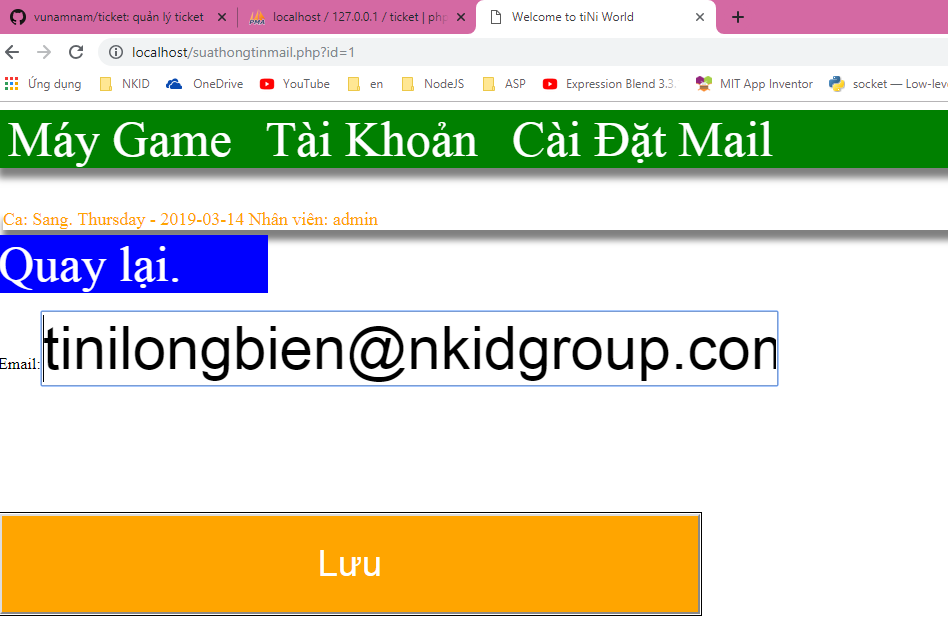 vunamnam/ticket: quản lý ticket
localhost / 127.0.0.1 / ticket | php
Welcome to tiNi World
localhost/suathongtinmail.php?id=1
Ứng dụng NKID OneDrive YouTube en NodeJS ASP Expression Blend 3.3. MIT App Inventor socket — Low-lev
Máy Game Tài Khoản Cài Đặt Mail
Ca: Sang. Thursday - 2019-03-14 Nhân viên: admin
Quay lại.
Email: tinilongbien@nkidgroup.com
Lưu